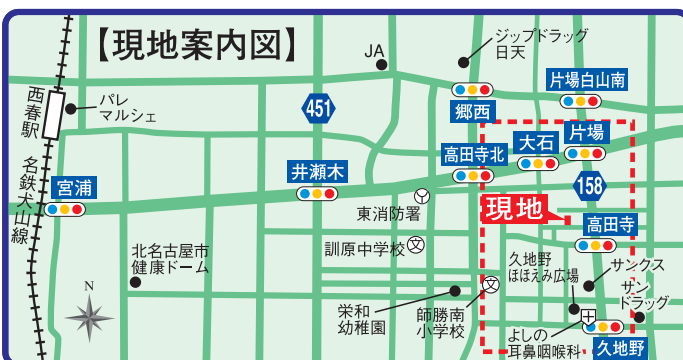 【現地案内図】
JA
ジップドラッグ
日天
片場白山南
西春駅
パレ
マルシェ
451
郷西
片場
大石
高田寺北
名鉄犬山線
宮浦
井瀬木
158
東消防署
現地
高田寺
訓原中学校
文
北名古屋市
健康ドーム
久地野
ほほえみ広場
サンクス
文
サン
ドラッグ
N
栄和
幼稚園
師勝南
小学校
よしの
耳鼻咽喉科
久地野